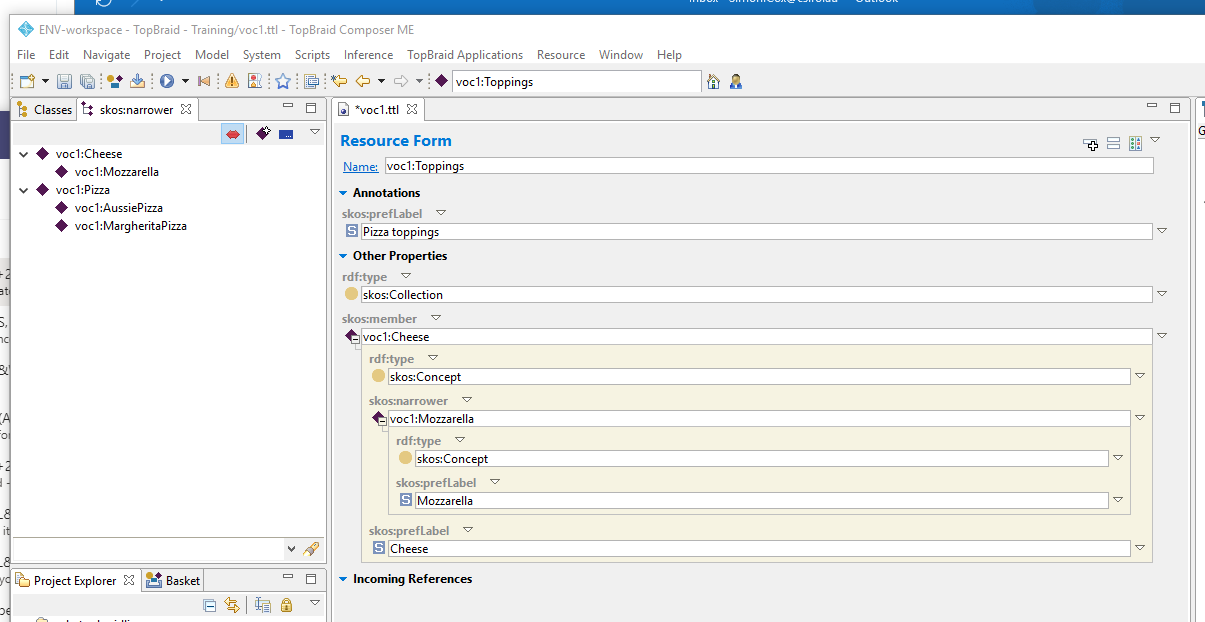 ENV-workspace - TopBraid - Training/voc1.ttl - TopBraid Composer ME
File Edit Navigate Project Model System Scripts Inference TopBraid Applications Resource Window Help
voc1:Toppings
Classes skos:narrower
*voc1.ttl
voc1:Cheese
voc1:Mozzarella
voc1:Pizza
voc1:AussiePizza
voc1:MargheritaPizza
Resource Form
Name: voc1:Toppings
Annotations
skos:prefLabel
S Pizza toppings
Other Properties
rdf:type
skos:Collection
skos:member
voc1:Cheese
rdf:type
skos:Concept
skos:narrower
voc1:Mozzarella
rdf:type
skos:Concept
skos:prefLabel
S Mozzarella
skos:prefLabel
S Cheese
Incoming References
Project Explorer Basket